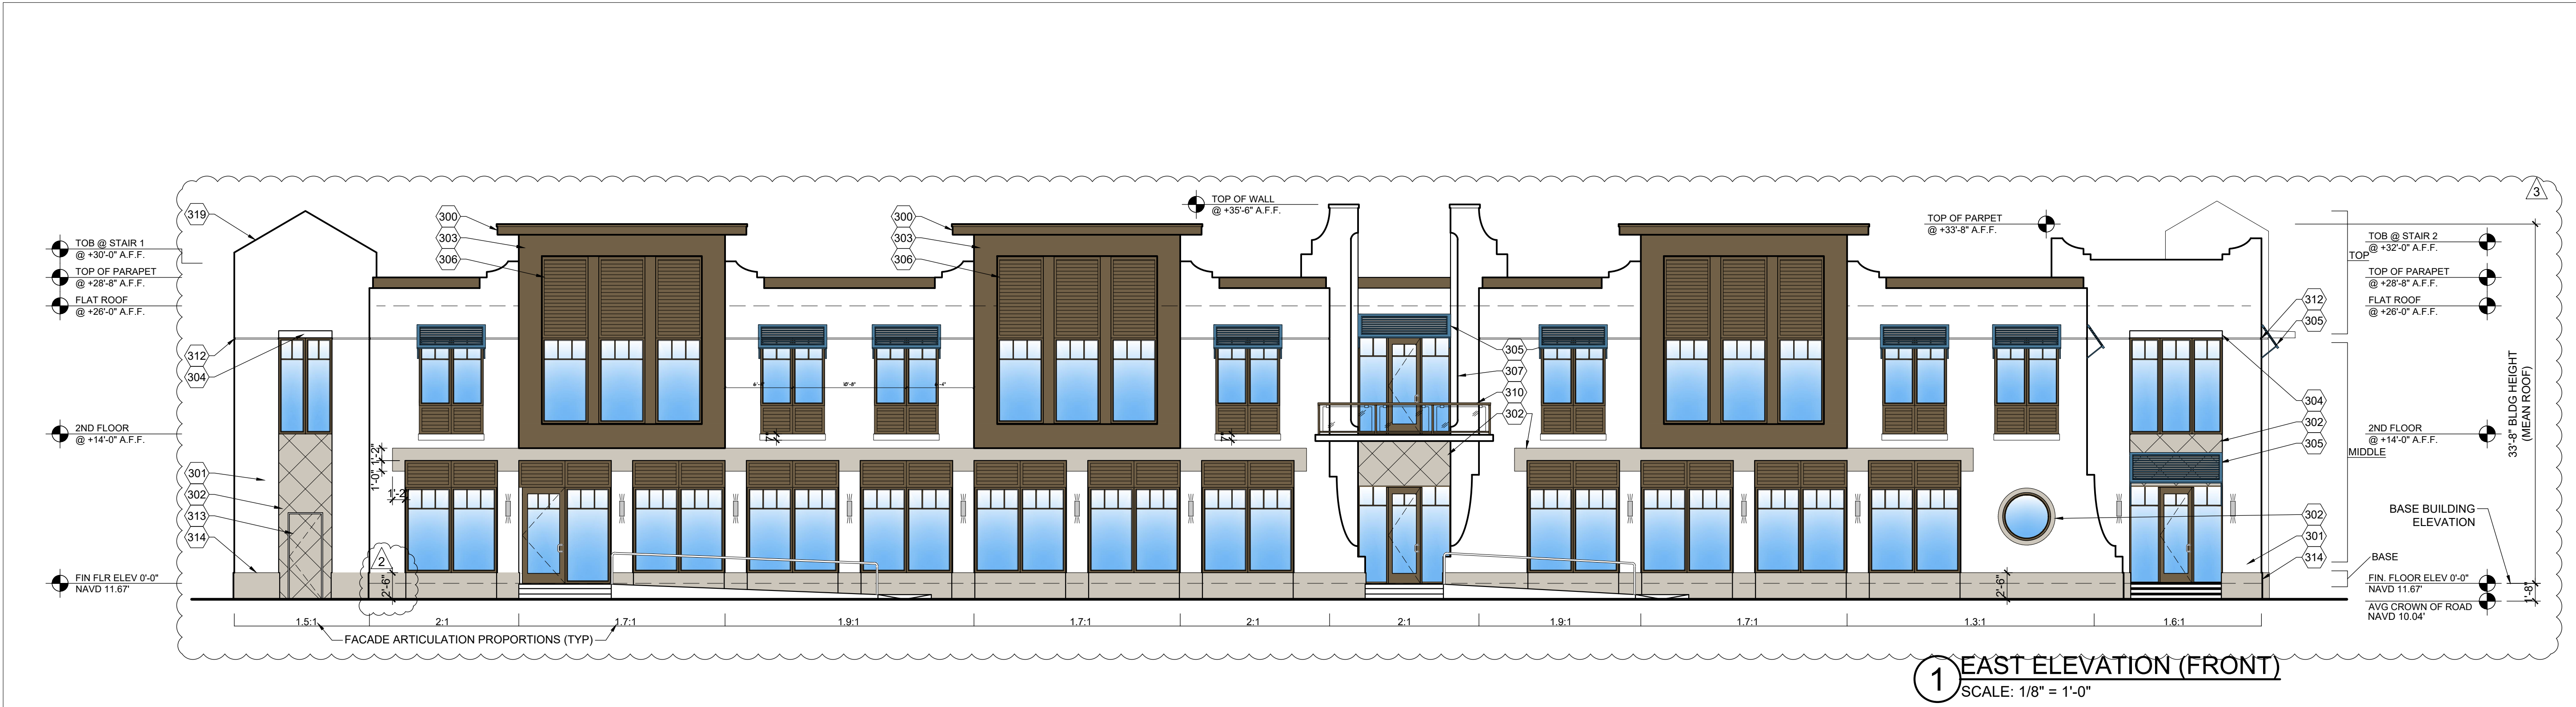 3
319
300
303
306
300
303
306
TOP OF WALL
@ +35'-6" A.F.F.
TOP OF PARPET
@ +33'-8" A.F.F.
TOB @ STAIR 1
@ +30'-0" A.F.F.
TOP OF PARAPET
@ +28'-8" A.F.F.
FLAT ROOF
@ +26'-0" A.F.F.
312
304
2ND FLOOR
@ +14'-0" A.F.F.
301
302
313
314
FIN FLR ELEV 0'-0"
NAVD 11.67'
2
2'-6"
1'-2"
1'-0"
1'-2"
7"
7"
305
307
310
302
2'-6"
TOB @ STAIR 2
@ +32'-0" A.F.F.
TOP
TOP OF PARAPET
@ +28'-8" A.F.F.
FLAT ROOF
@ +26'-0" A.F.F.
312
305
304
302
305
2ND FLOOR
@ +14'-0" A.F.F.
MIDDLE
33'-8" BLDG HEIGHT
(MEAN ROOF)
302
301
314
BASE BUILDING
ELEVATION
BASE
FIN. FLOOR ELEV 0'-0"
NAVD 11.67'
AVG CROWN OF ROAD
NAVD 10.04'
1'-8"
1.5:1
2:1
1.7:1
1.9:1
1.7:1
2:1
2:1
1.9:1
1.7:1
1.3:1
1.6:1
FACADE ARTICULATION PROPORTIONS (TYP)
1
EAST ELEVATION (FRONT)
SCALE: 1/8" = 1'-0"